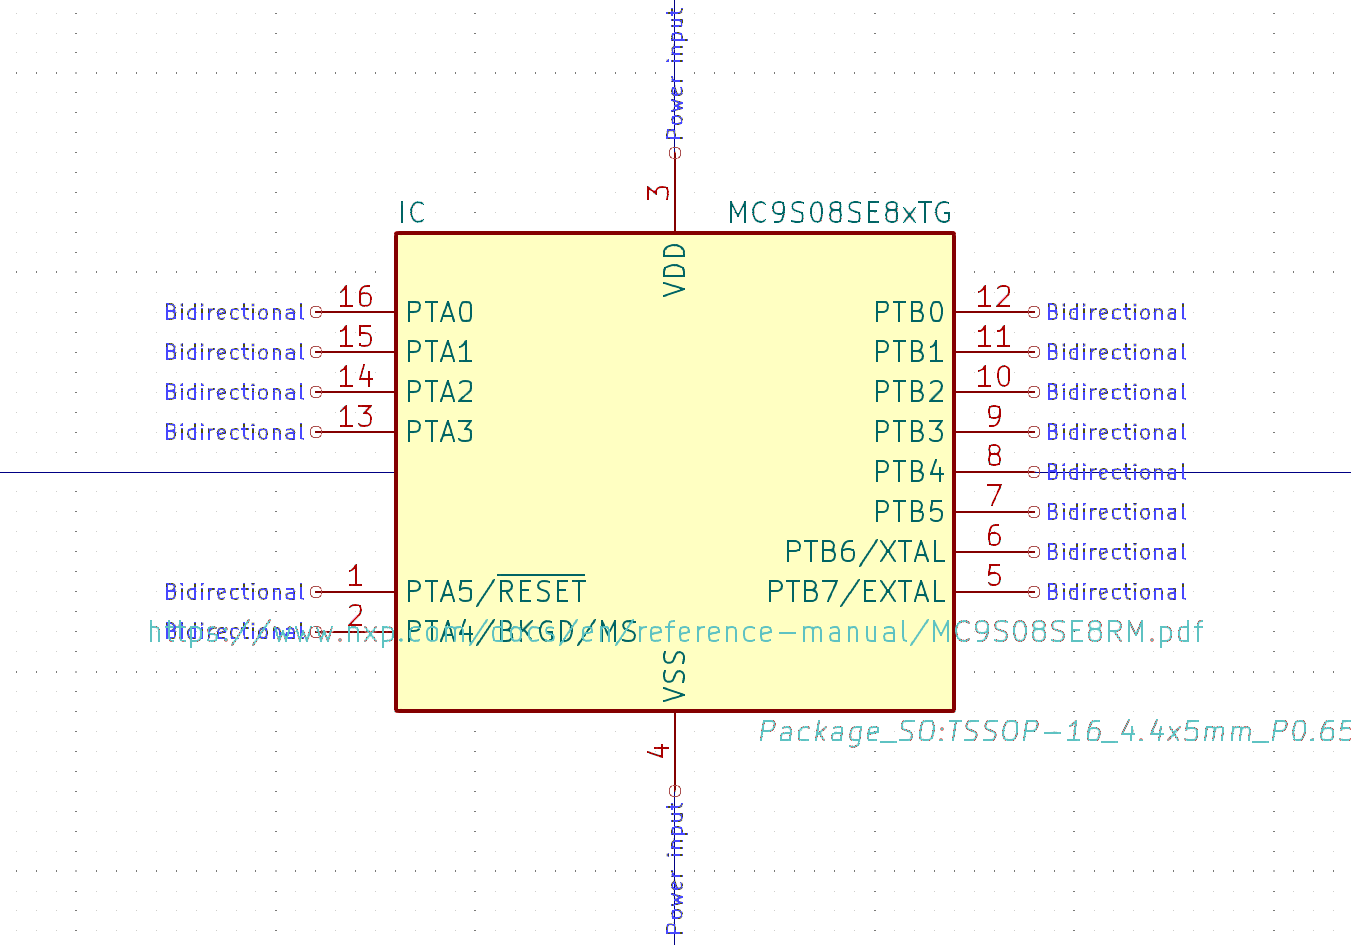 Power input
3
IC MC9S08SE8xTG
VDD
Bidirectional 16 PTA0 PTB0 12 Bidirectional
Bidirectional 15 PTA1 PTB1 11 Bidirectional
Bidirectional 14 PTA2 PTB2 10 Bidirectional
Bidirectional 13 PTA3 PTB3 9 Bidirectional
PTB4 8 Bidirectional
PTB5 7 Bidirectional
PTB6/XTAL 6 Bidirectional
Bidirectional 1 PTA5/RESET PTB7/EXTAL 5 Bidirectional
Bidirectional 2 PTA4/BKGD/MS
https://www.nxp.com/docs/en/reference-manual/MC9S08SE8RM.pdf
VSS
Package_SO:TSSOP-16_4.4x5mm_P0.65
4
Power input